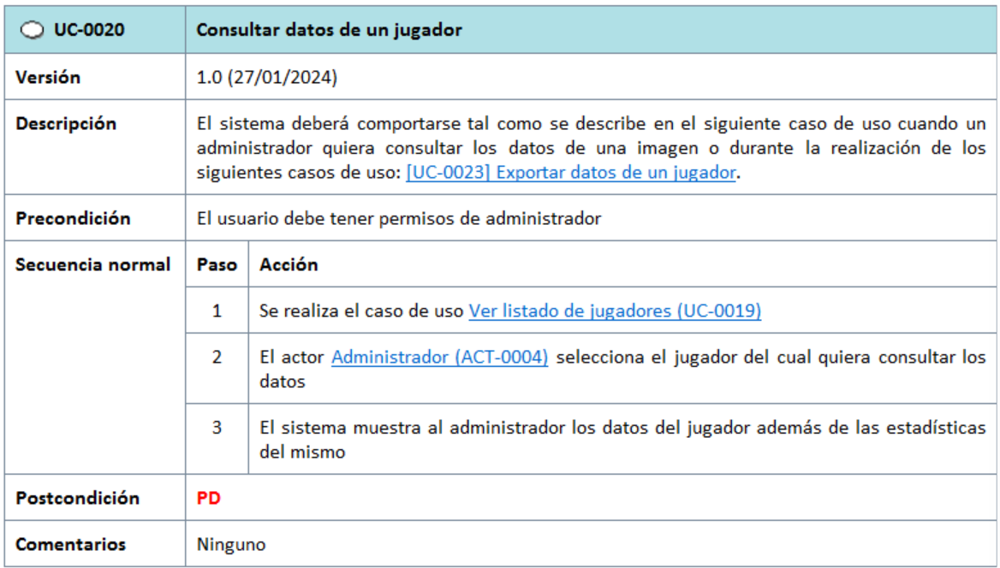 UC-0020 Consultar datos de un jugador
Versión 1.0 (27/01/2024)
Descripción El sistema deberá comportarse tal como se describe en el siguiente caso de uso cuando un
administrador quiera consultar los datos de una imagen o durante la realización de los
siguientes casos de uso: [UC-0023] Exportar datos de un jugador.
Precondición El usuario debe tener permisos de administrador
Secuencia normal Paso Acción
1 Se realiza el caso de uso Ver listado de jugadores (UC-0019)
2 El actor Administrador (ACT-0004) selecciona el jugador del cual quiera consultar los
datos
3 El sistema muestra al administrador los datos del jugador además de las estadísticas
del mismo
Postcondición PD
Comentarios Ninguno